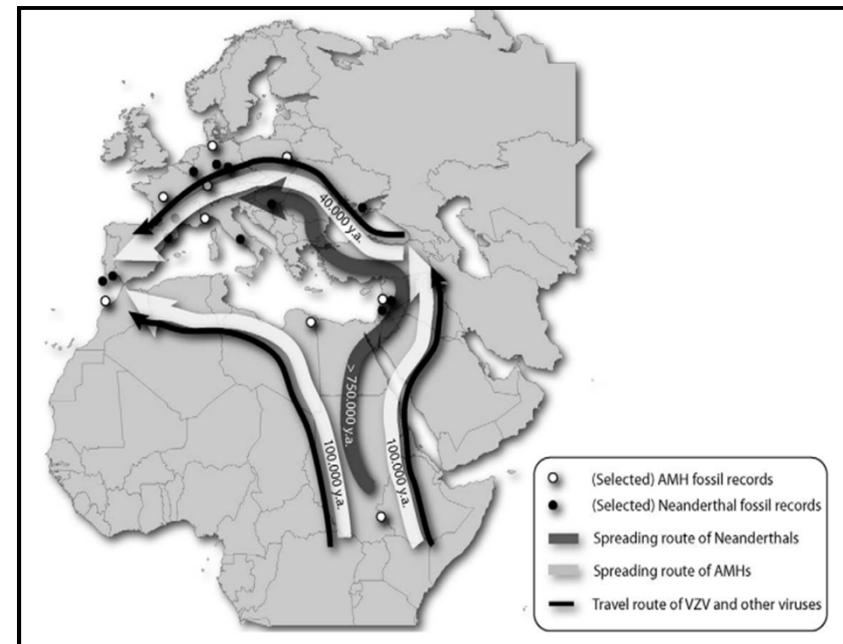 40.000 y.a.
> 750.000 y.a.
100.000 y.a.
100.000 y.a.
(Selected) AMH fossil records
(Selected) Neanderthal fossil records
Spreading route of Neanderthals
Spreading route of AMHs
Travel route of VZV and other viruses